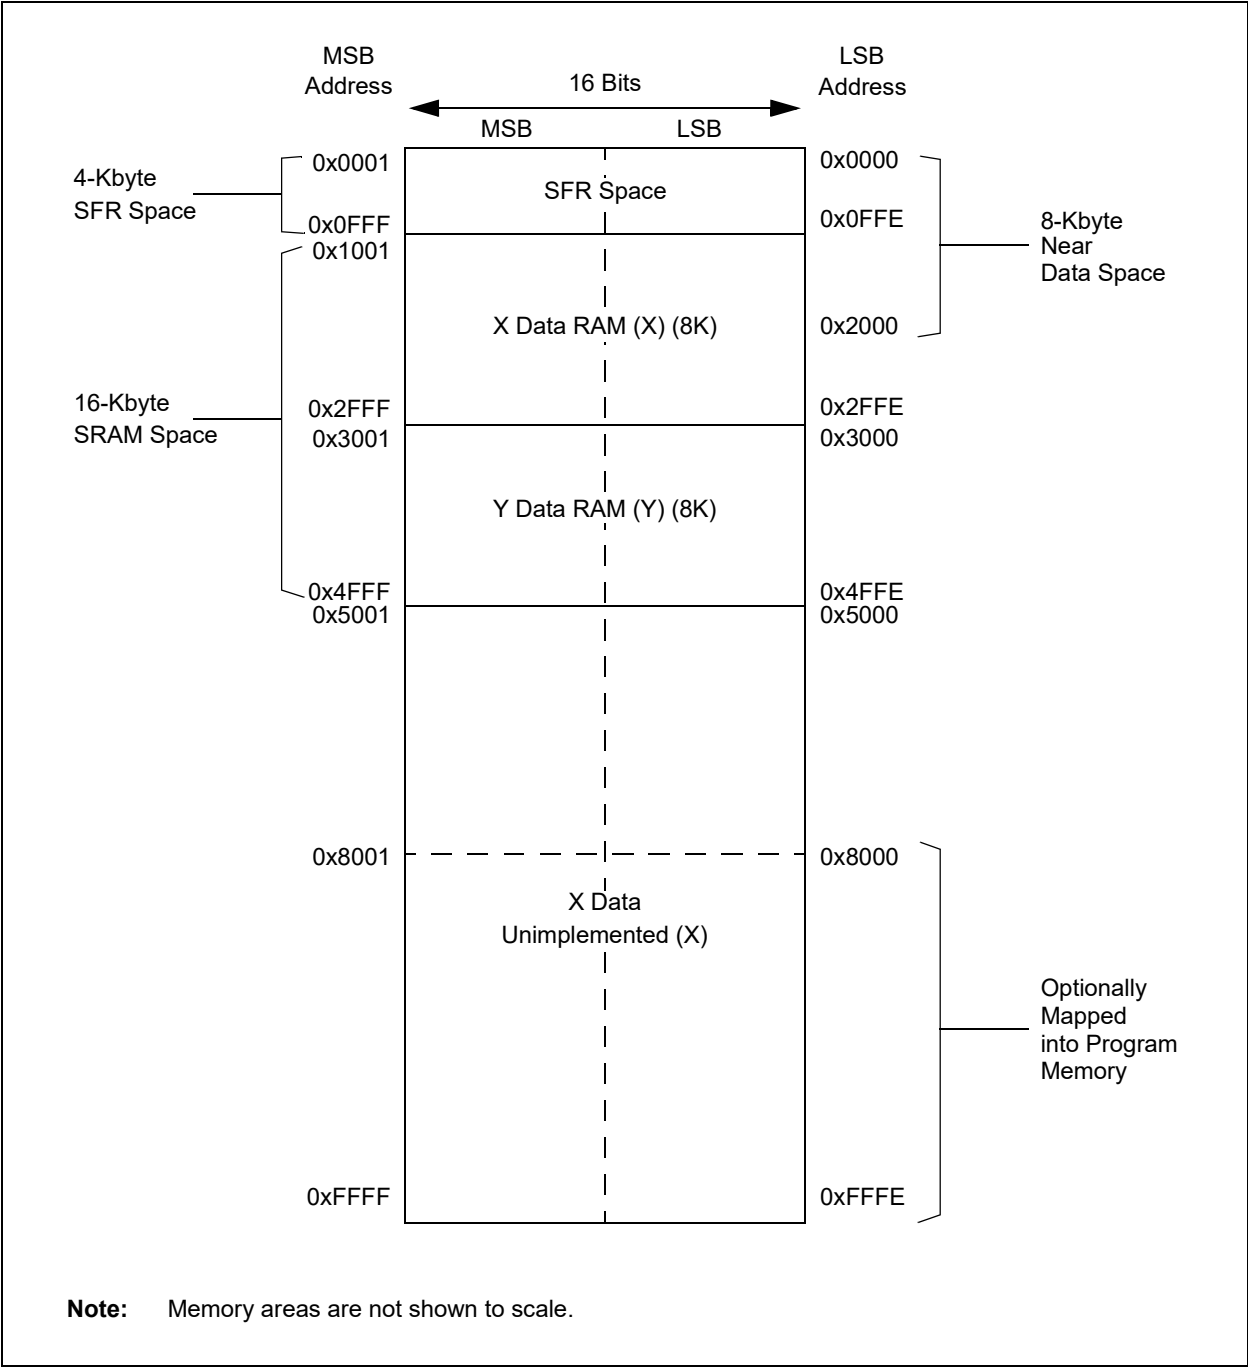 MSB
Address
16 Bits
LSB
Address
MSB
LSB
4-Kbyte
SFR Space
0x0001
SFR Space
0x0000
0x0FFF
0x0FFE
8-Kbyte
Near
Data Space
0x1001
X Data RAM (X) (8K)
0x2000
16-Kbyte
SRAM Space
0x2FFF
0x2FFE
0x3001
0x3000
Y Data RAM (Y) (8K)
0x4FFF
0x4FFE
0x5001
0x5000
0x8001
0x8000
X Data
Unimplemented (X)
Optionally
Mapped
into Program
Memory
0xFFFF
0xFFFE
Note: Memory areas are not shown to scale.